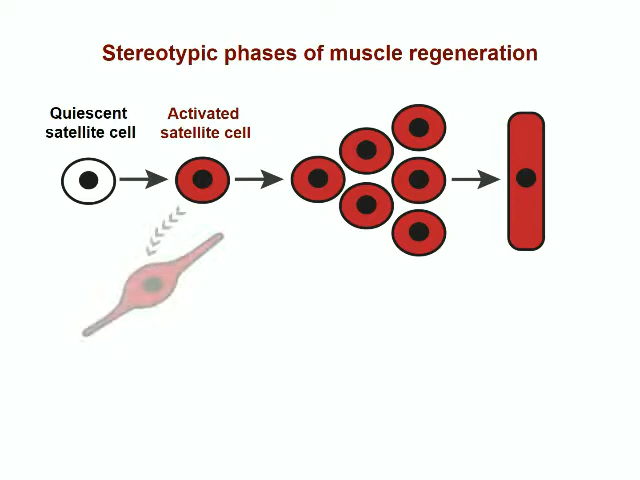 Stereotypic phases of muscle regeneration
Quiescent
satellite cell
Activated
satellite cell